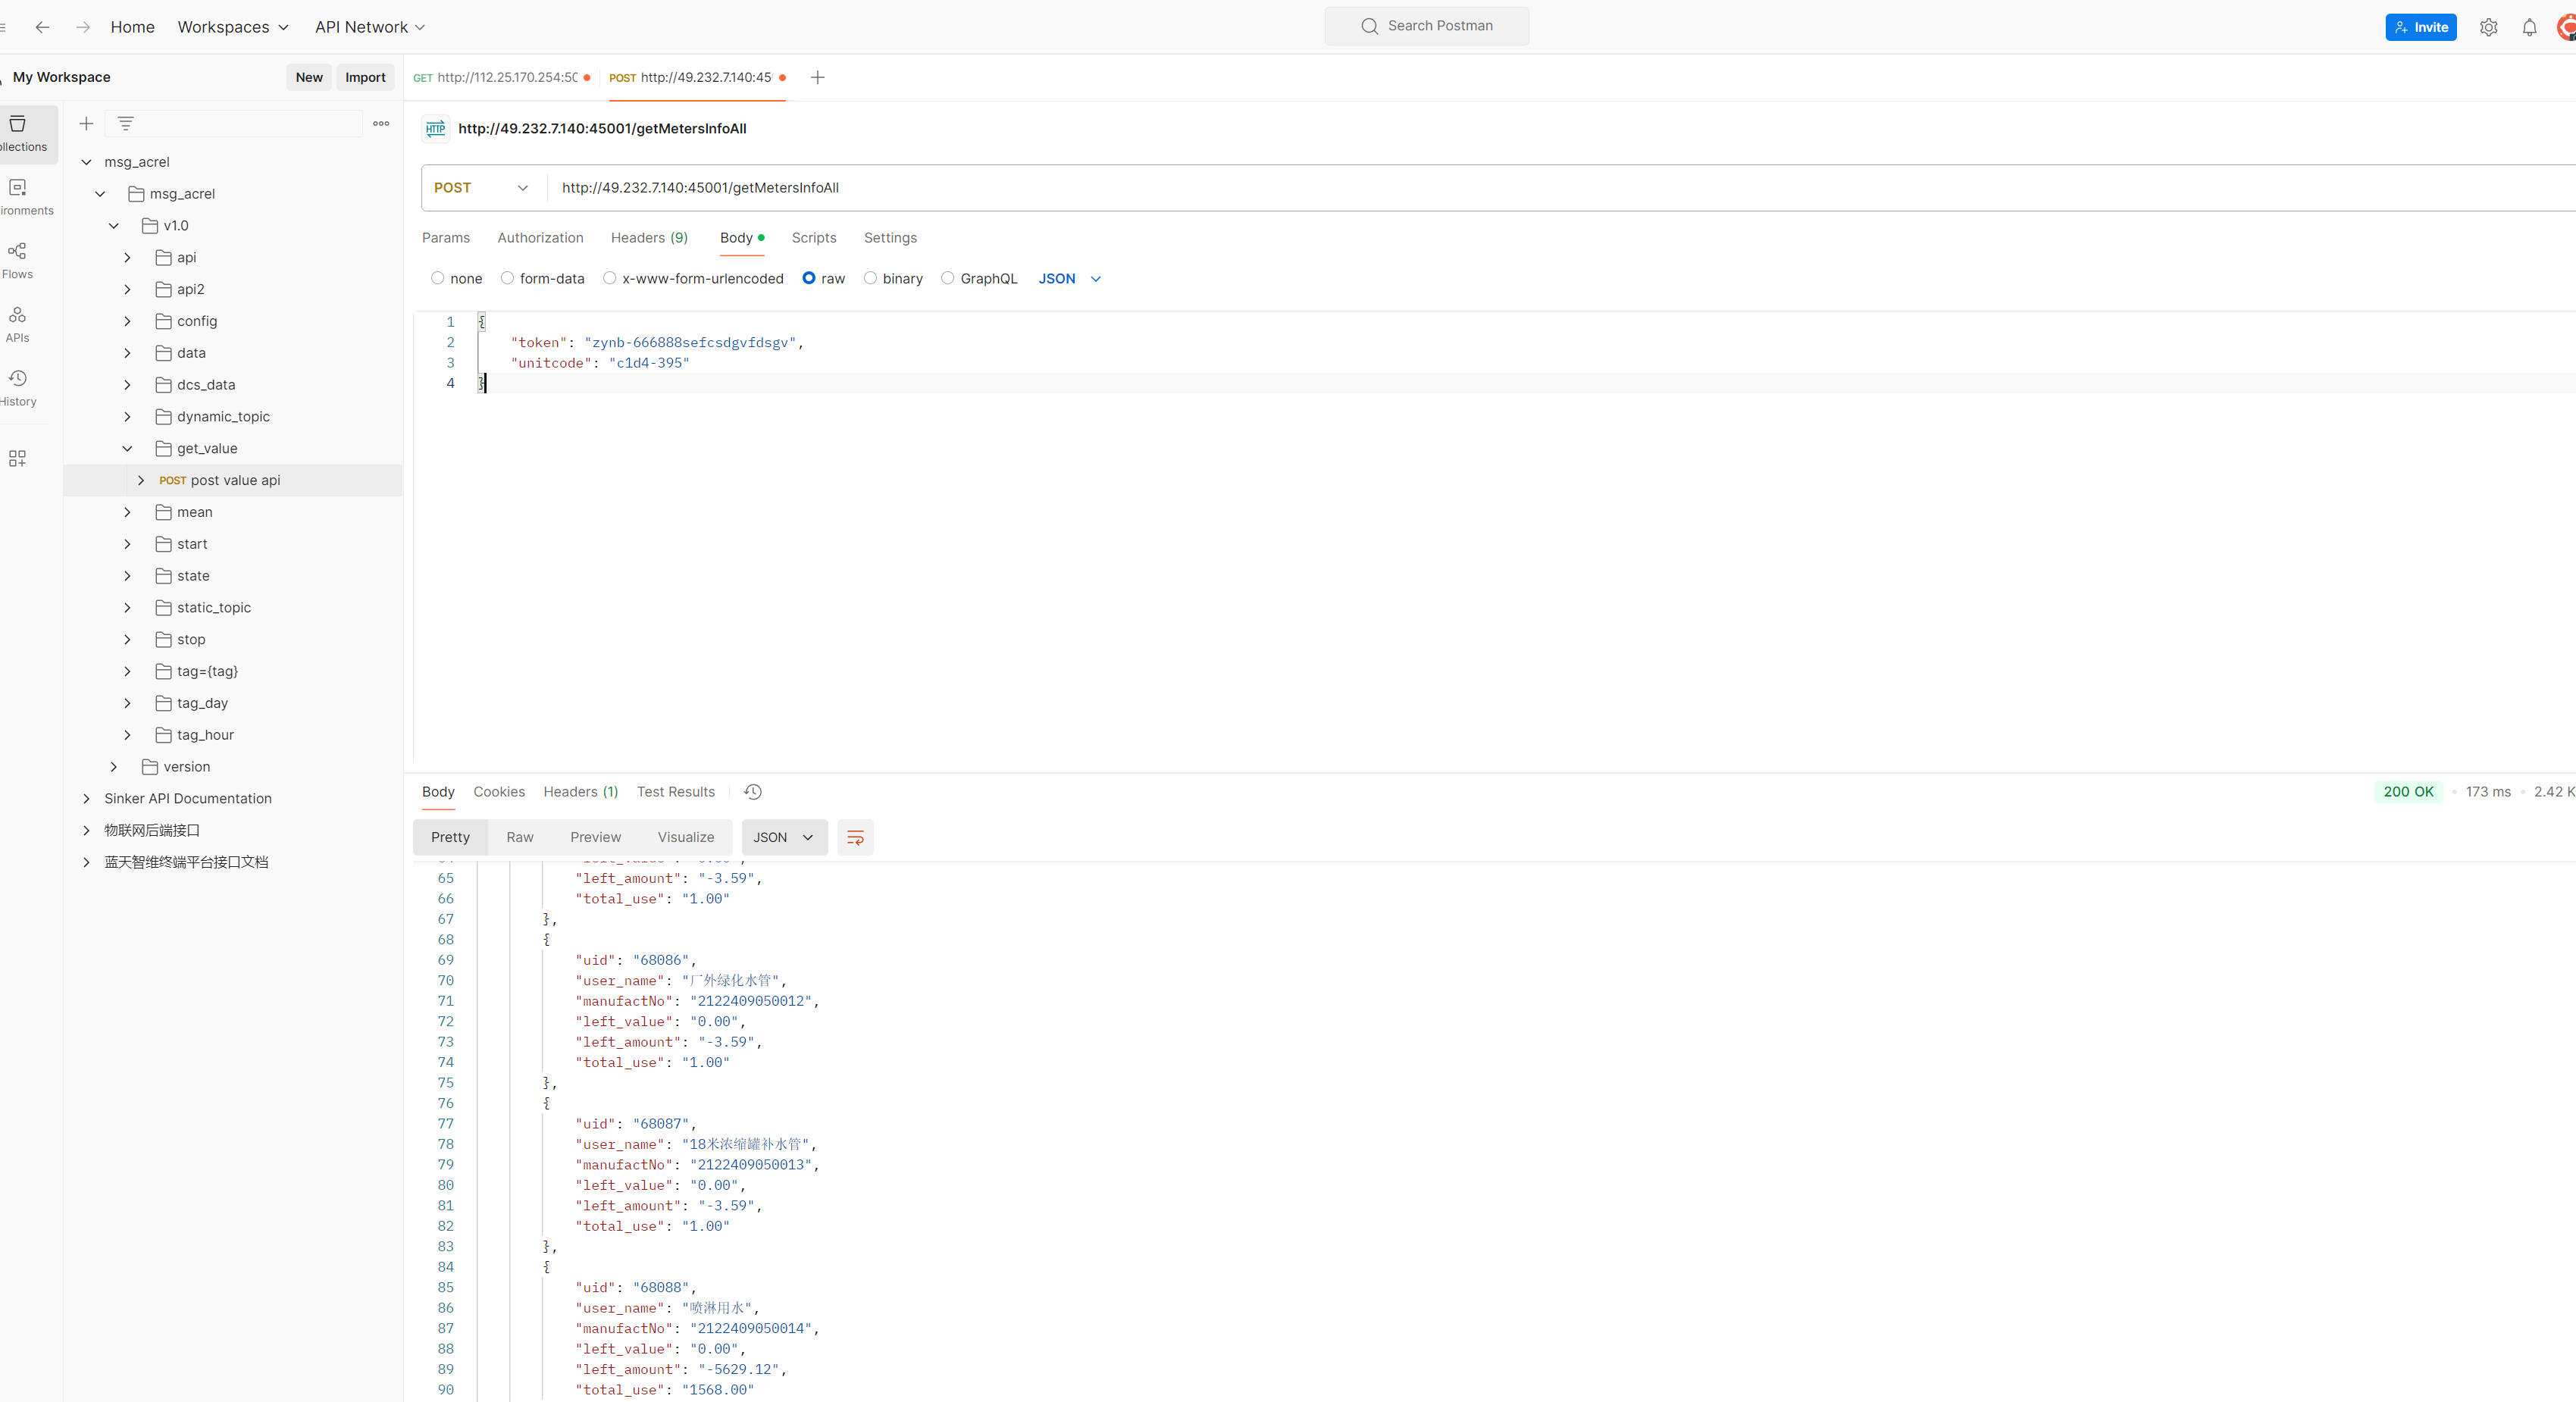 Home
Workspaces
API Network
Search Postman
Invite
My Workspace
New
Import
GET http://112.25.170.254:5
POST http://49.232.7.140:45
msg_acrel
msg_acrel
v1.0
api
api2
config
data
dcs_data
dynamic_topic
get_value
POST post value api
mean
start
state
static_topic
stop
tag={tag}
tag_day
tag_hour
version
Sinker API Documentation
物联网后端接口
蓝天智维终端平台接口文档
ollections
ironments
Flows
APIs
History
HTTP http://49.232.7.140:45001/getMetersInfoAll
POST http://49.232.7.140:45001/getMetersInfoAll
Params Authorization Headers (9) Body Scripts Settings
none form-data x-www-form-urlencoded raw binary GraphQL JSON
1 {
2 "token": "zynb-666888sefcsdgvfdsgv",
3 "unitcode": "c1d4-395"
4 }
Body Cookies Headers (1) Test Results
200 OK 173 ms 2.42 K
Pretty Raw Preview Visualize JSON
65 "left_amount": "-3.59",
66 "total_use": "1.00"
67 },
68 {
69 "uid": "68086",
70 "user_name": "厂外绿化水管",
71 "manufactNo": "2122409050012",
72 "left_value": "0.00",
73 "left_amount": "-3.59",
74 "total_use": "1.00"
75 },
76 {
77 "uid": "68087",
78 "user_name": "18米浓缩罐补水管",
79 "manufactNo": "2122409050013",
80 "left_value": "0.00",
81 "left_amount": "-3.59",
82 "total_use": "1.00"
83 },
84 {
85 "uid": "68088",
86 "user_name": "喷淋用水",
87 "manufactNo": "2122409050014",
88 "left_value": "0.00",
89 "left_amount": "-5629.12",
90 "total_use": "1568.00"